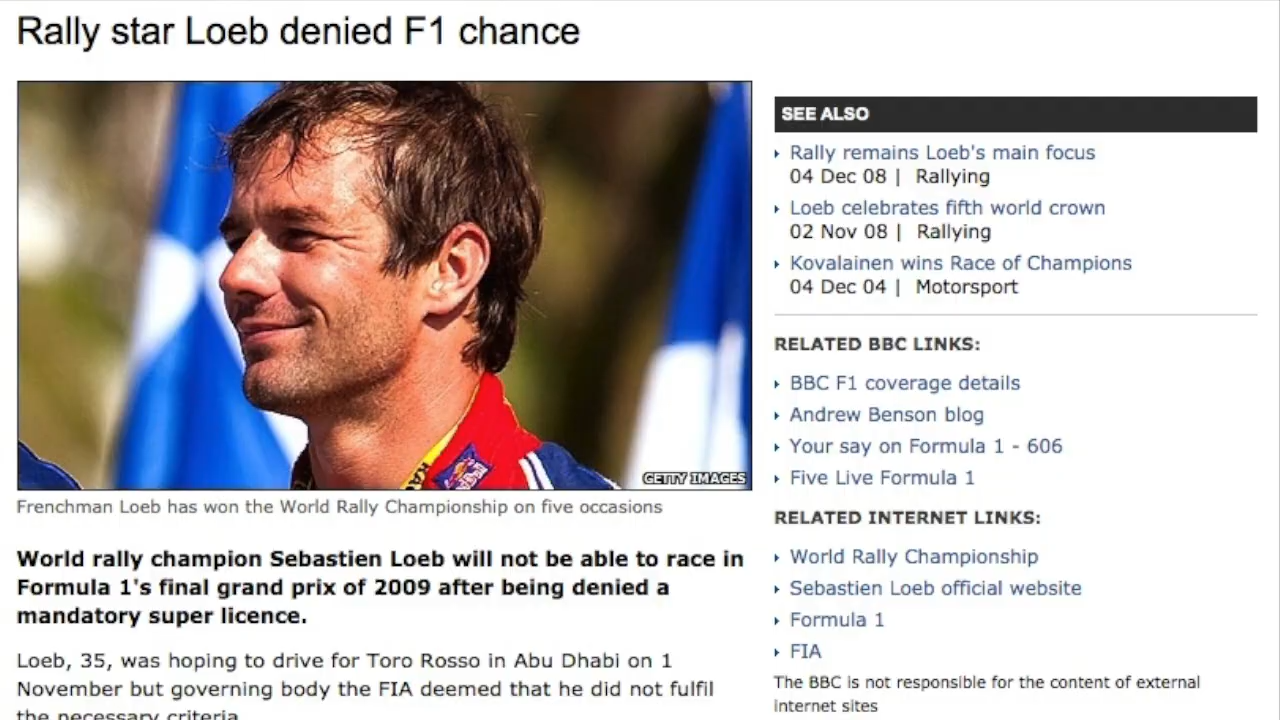 Rally star Loeb denied F1 chance
GETTY IMAGES
Frenchman Loeb has won the World Rally Championship on five occasions
World rally champion Sebastien Loeb will not be able to race in
Formula 1's final grand prix of 2009 after being denied a
mandatory super licence.
Loeb, 35, was hoping to drive for Toro Rosso in Abu Dhabi on 1
November but governing body the FIA deemed that he did not fulfil
the necessary criteria
SEE ALSO
Rally remains Loeb's main focus
04 Dec 08 | Rallying
Loeb celebrates fifth world crown
02 Nov 08 | Rallying
Kovalainen wins Race of Champions
04 Dec 04 | Motorsport
RELATED BBC LINKS:
BBC F1 coverage details
Andrew Benson blog
Your say on Formula 1 - 606
Five Live Formula 1
RELATED INTERNET LINKS:
World Rally Championship
Sebastien Loeb official website
Formula 1
FIA
The BBC is not responsible for the content of external
internet sites